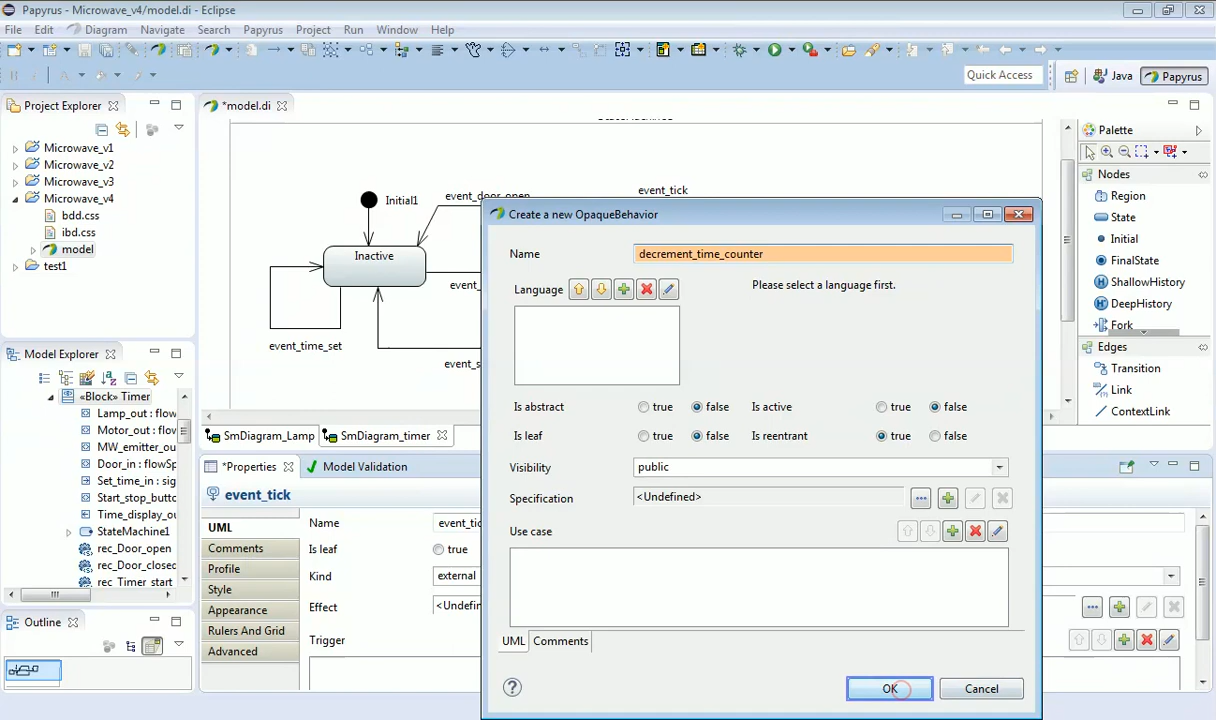 Papyrus - Microwave_v4/model.di - Eclipse
File Edit Diagram Navigate Search Papyrus Project Run Window Help
Quick Access
Java
Papyrus
Project Explorer
Microwave_v1
Microwave_v2
Microwave_v3
Microwave_v4
bdd.css
ibd.css
model
test1
*model.di
Initial1
event_door_open
event_tick
Inactive
event_time_set
SmDiagram_Lamp
SmDiagram_timer
Palette
Nodes
Region
State
Initial
FinalState
ShallowHistory
DeepHistory
Fork
Edges
Transition
Link
ContextLink
Model Explorer
«Block» Timer
Lamp_out : flow
Motor_out : flow
MW_emitter_ou
Door_in : flowSp
Set_time_in : sig
Start_stop_butto
Time_display_ou
StateMachine1
rec_Door_open
rec_Door_closed
rec Timer start
Outline
*Properties
Model Validation
event_tick
UML
Comments
Profile
Style
Appearance
Rulers And Grid
Advanced
Name
event_tic
Is leaf
true
Kind
external
Effect
<Undefin
Trigger
Create a new OpaqueBehavior
Name
decrement_time_counter
Language
Please select a language first.
Is abstract true false Is active true false
Is leaf true false Is reentrant true false
Visibility
public
Specification
<Undefined>
Use case
UML
Comments
OK
Cancel